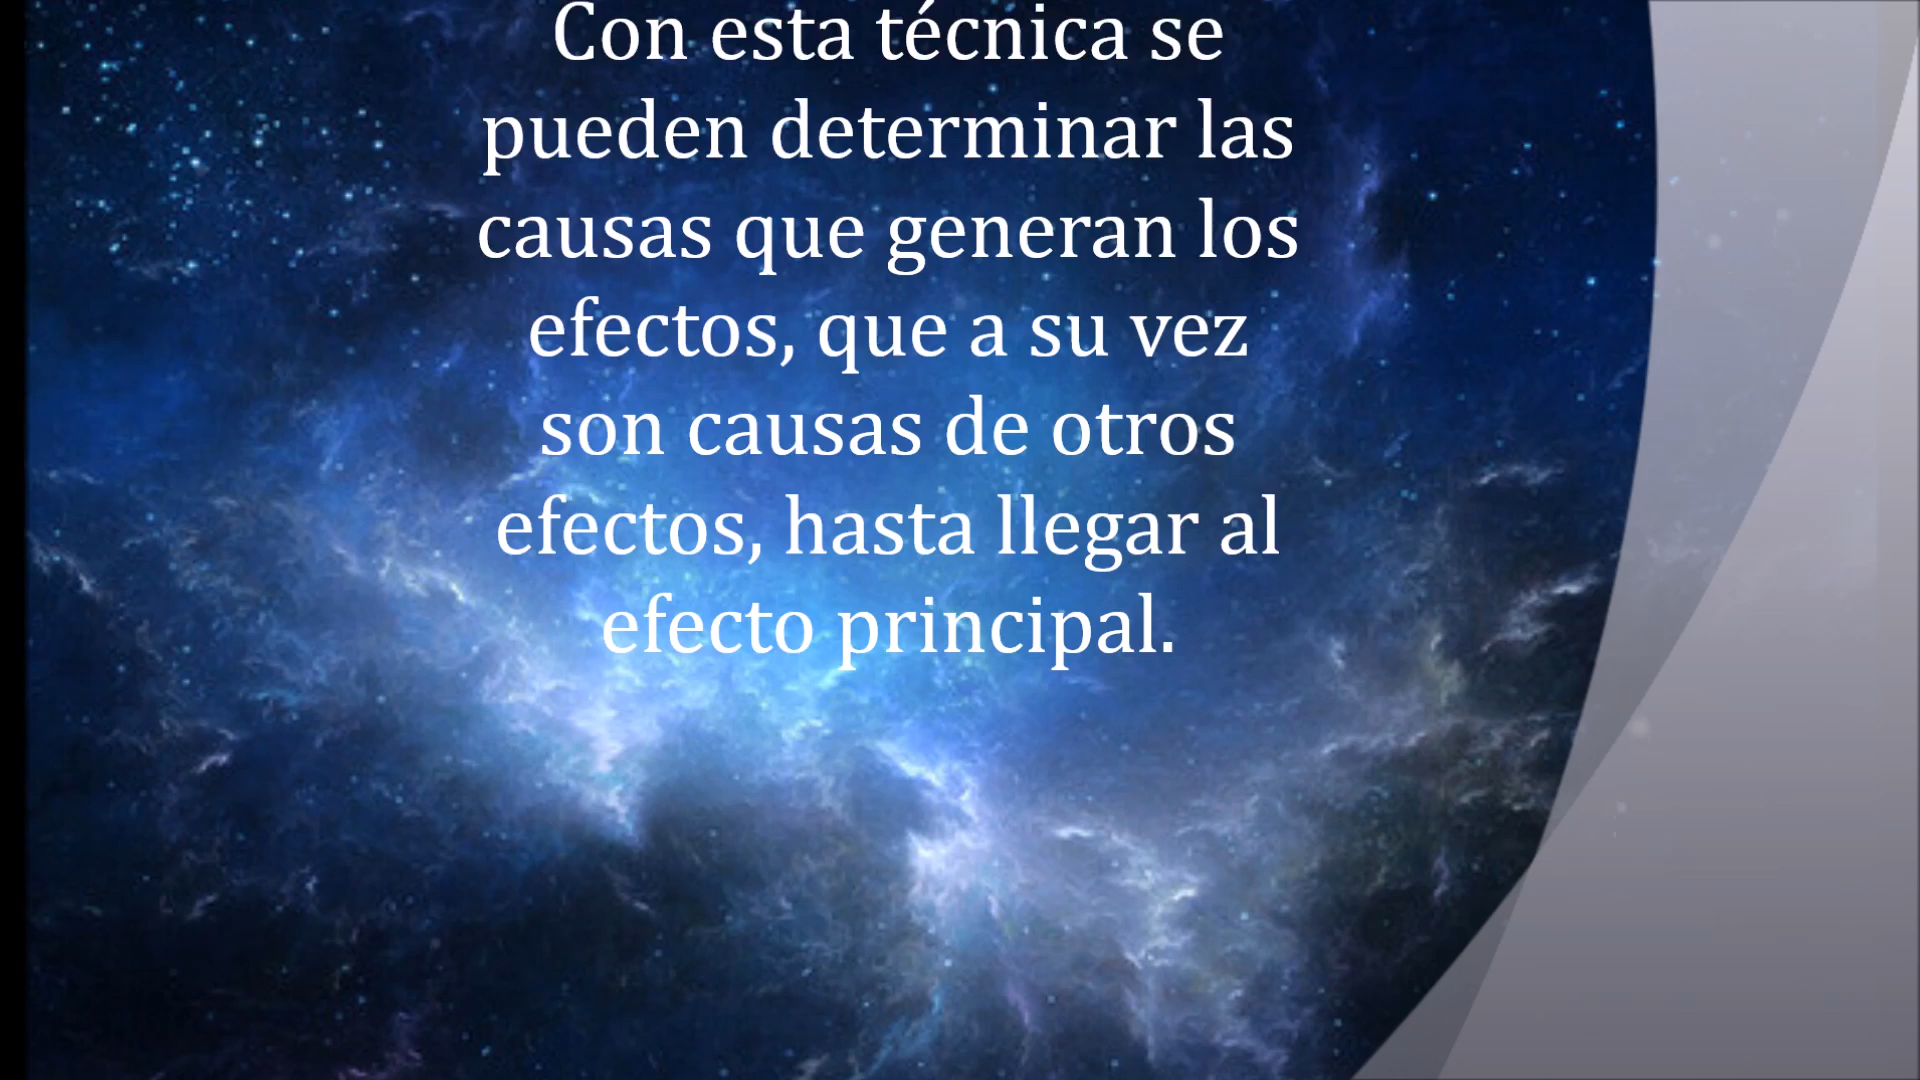 Con esta técnica se
pueden determinar las
causas que generan los
efectos, que a su vez
son causas de otros
efectos, hasta llegar al
efecto principal.